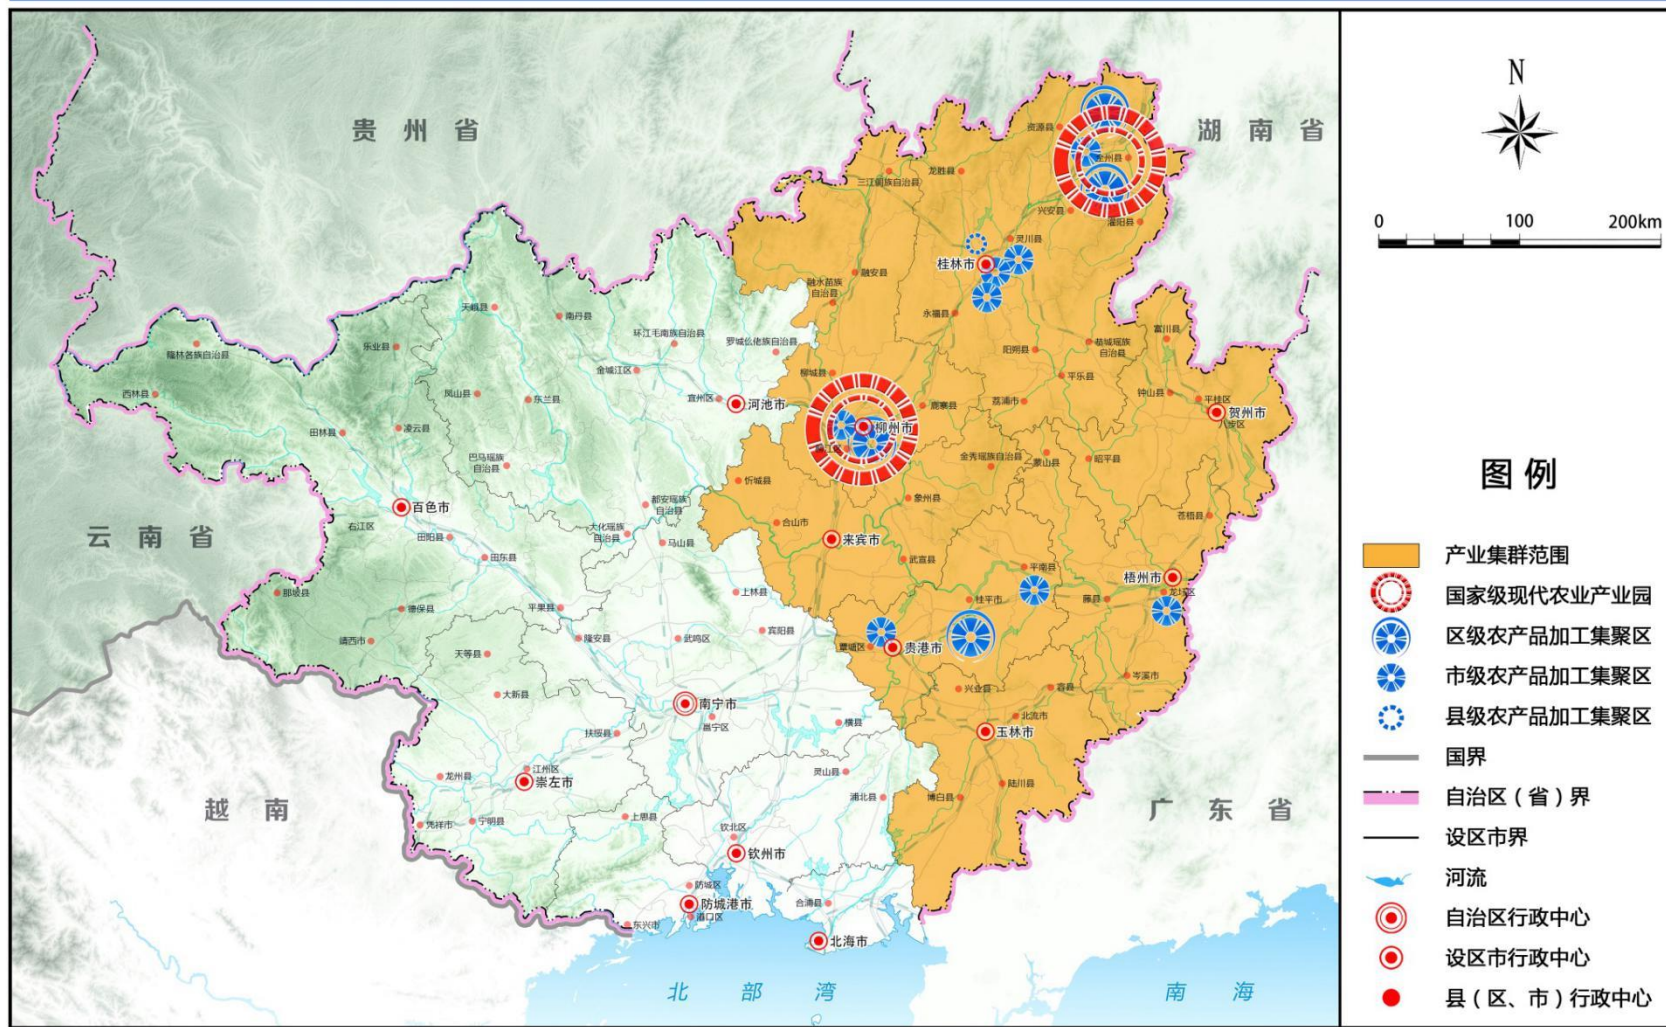 贵州省
湖南省
云南省
越南
广东省
北部湾
南海
资源县
全州县
三江侗族自治县
龙胜县
兴安县
灌阳县
灵川县
桂林市
融安县
融水苗族
自治县
永福县
阳朔县
恭城瑶族
自治县
富川县
平乐县
钟山县
平桂区
贺州市
八步区
荔浦市
天峨县
南丹县
环江毛南族自治县
罗城仫佬族自治县
乐业县
隆林各族自治县
金城江区
柳城县
西林县
凤山县
东兰县
宜州区
河池市
鹿寨县
柳州市
柳江区
田林县
凌云县
巴马瑶族
自治县
金秀瑶族自治县
蒙山县
昭平县
忻城县
都安瑶族
自治县
象州县
百色市
右江区
大化瑶族
自治县
合山市
苍梧县
田阳县
田东县
马山县
来宾市
武宣县
平南县
梧州市
龙圩区
那坡县
德保县
平果县
上林县
桂平市
藤县
靖西市
天等县
隆安县
武鸣区
宾阳县
覃塘区
贵港市
大新县
兴业县
容县
岑溪市
南宁市
邕宁区
横县
北流市
玉林市
扶绥县
龙州县
江州区
崇左市
灵山县
浦北县
博白县
陆川县
凭祥市
宁明县
上思县
钦北区
钦州市
防城区
防城港市
港口区
东兴市
合浦县
北海市
N
0 100 200km
图例
产业集群范围
国家级现代农业产业园
区级农产品加工集聚区
市级农产品加工集聚区
县级农产品加工集聚区
国界
自治区（省）界
设区市界
河流
自治区行政中心
设区市行政中心
县（区、市）行政中心